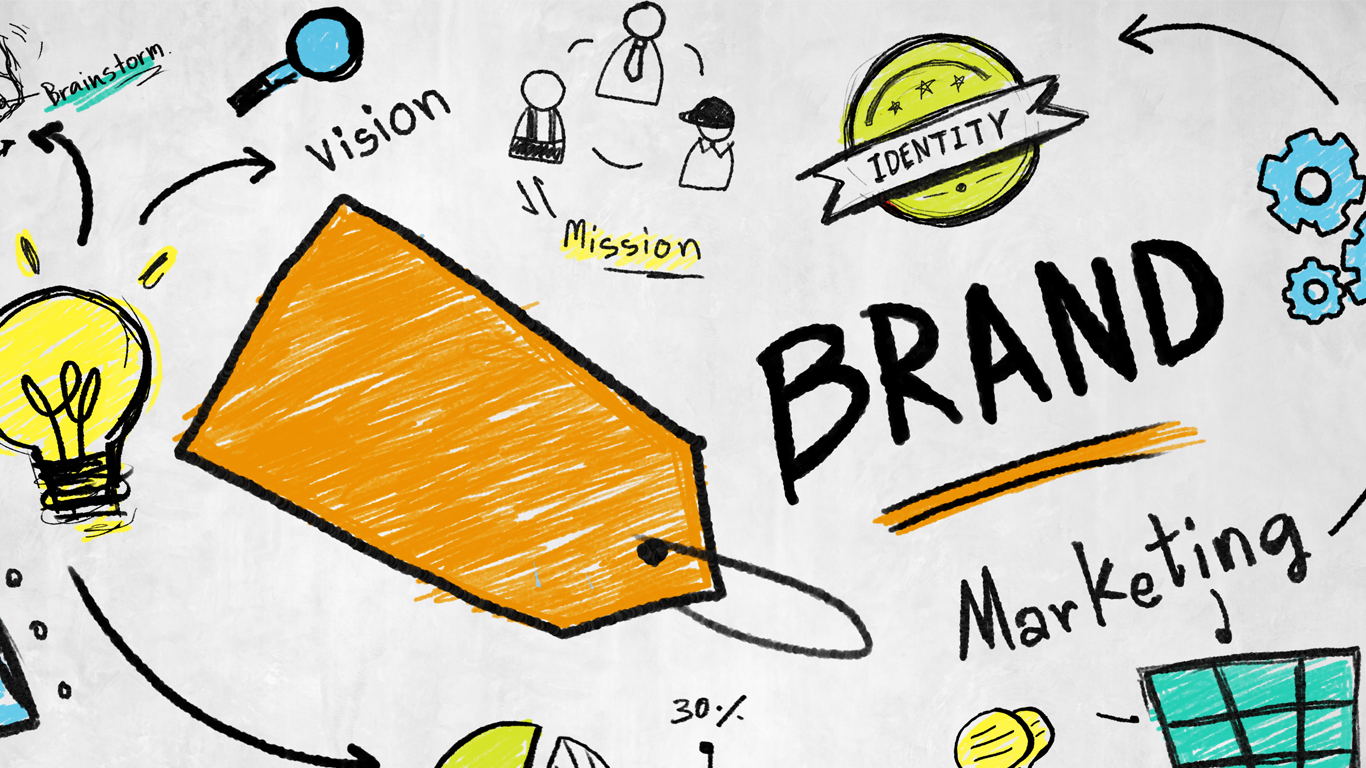 Brainstorm.
Vision
Mission
IDENTITY
BRAND
Marketing
30%